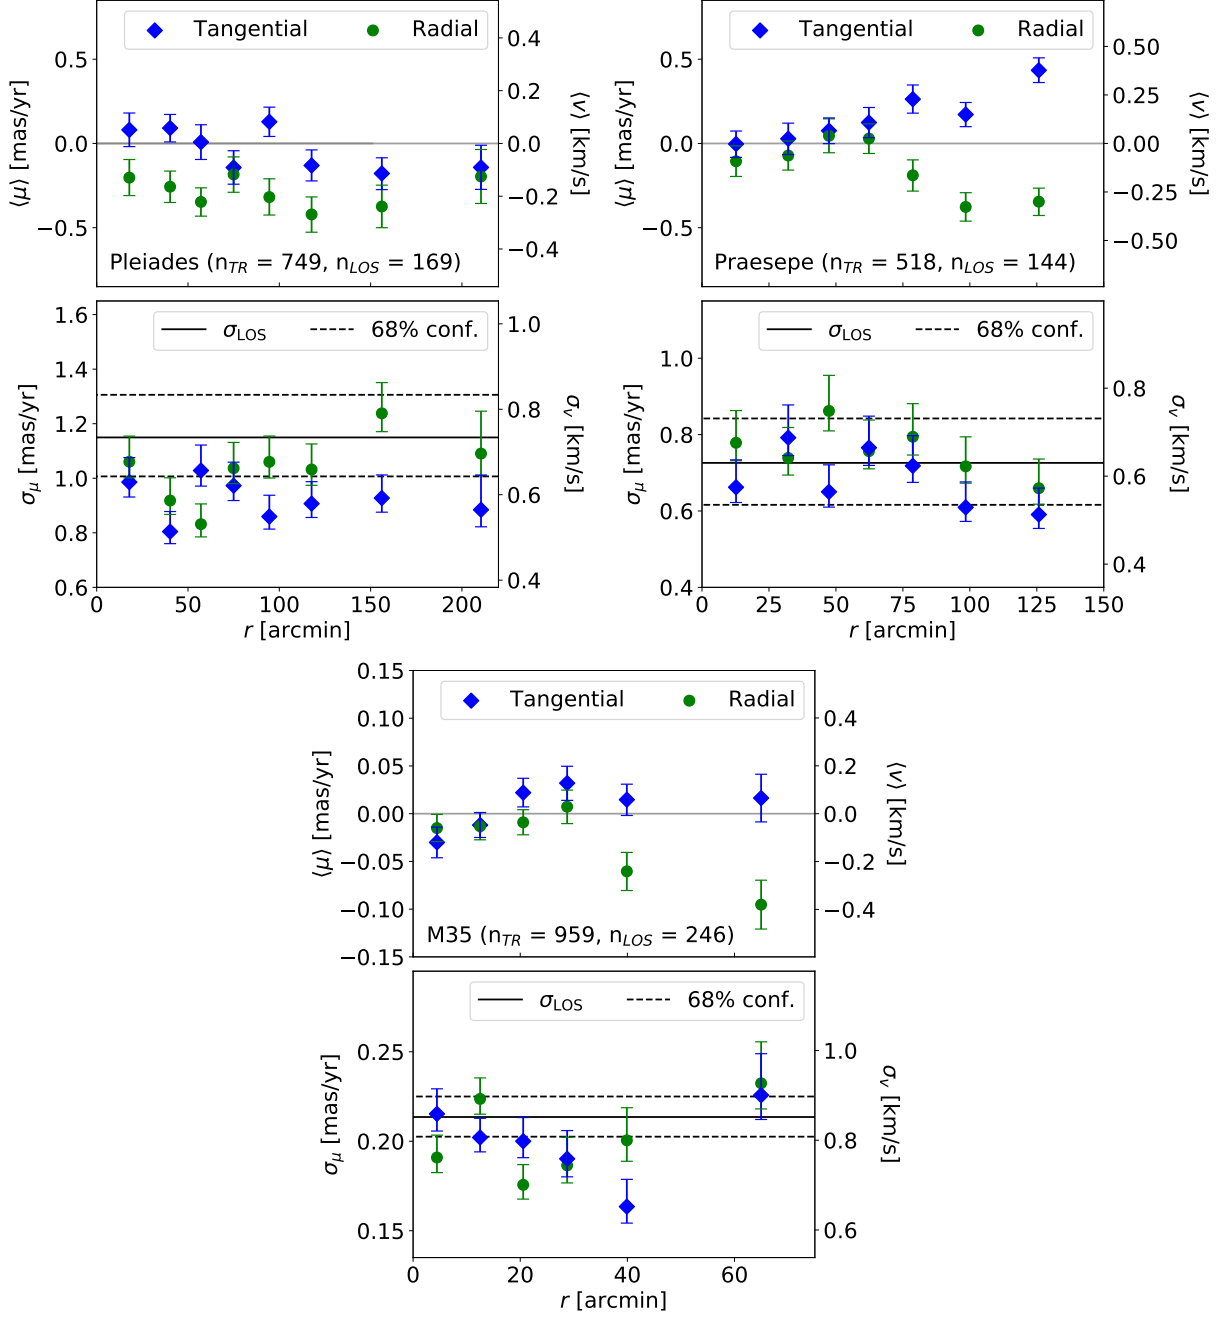 Tangential Radial
0.5
0.0
−0.5
⟨μ⟩ [mas/yr]
0.4
0.2
0.0
−0.2
−0.4
⟨v⟩ [km/s]
Pleiades (n_TR = 749, n_LOS = 169)
Tangential Radial
0.5
0.0
−0.5
⟨μ⟩ [mas/yr]
0.50
0.25
0.00
−0.25
−0.50
⟨v⟩ [km/s]
Praesepe (n_TR = 518, n_LOS = 144)
σ_LOS 68% conf.
1.6
1.4
1.2
1.0
0.8
0.6
σ_μ [mas/yr]
1.0
0.8
0.6
0.4
σ_v [km/s]
0 50 100 150 200
r [arcmin]
σ_LOS 68% conf.
1.0
0.8
0.6
0.4
σ_μ [mas/yr]
0.8
0.6
0.4
σ_v [km/s]
0 25 50 75 100 125 150
r [arcmin]
Tangential Radial
0.15
0.10
0.05
0.00
−0.05
−0.10
−0.15
⟨μ⟩ [mas/yr]
0.4
0.2
0.0
−0.2
−0.4
⟨v⟩ [km/s]
M35 (n_TR = 959, n_LOS = 246)
σ_LOS 68% conf.
0.25
0.20
0.15
σ_μ [mas/yr]
1.0
0.8
0.6
σ_v [km/s]
0 20 40 60
r [arcmin]